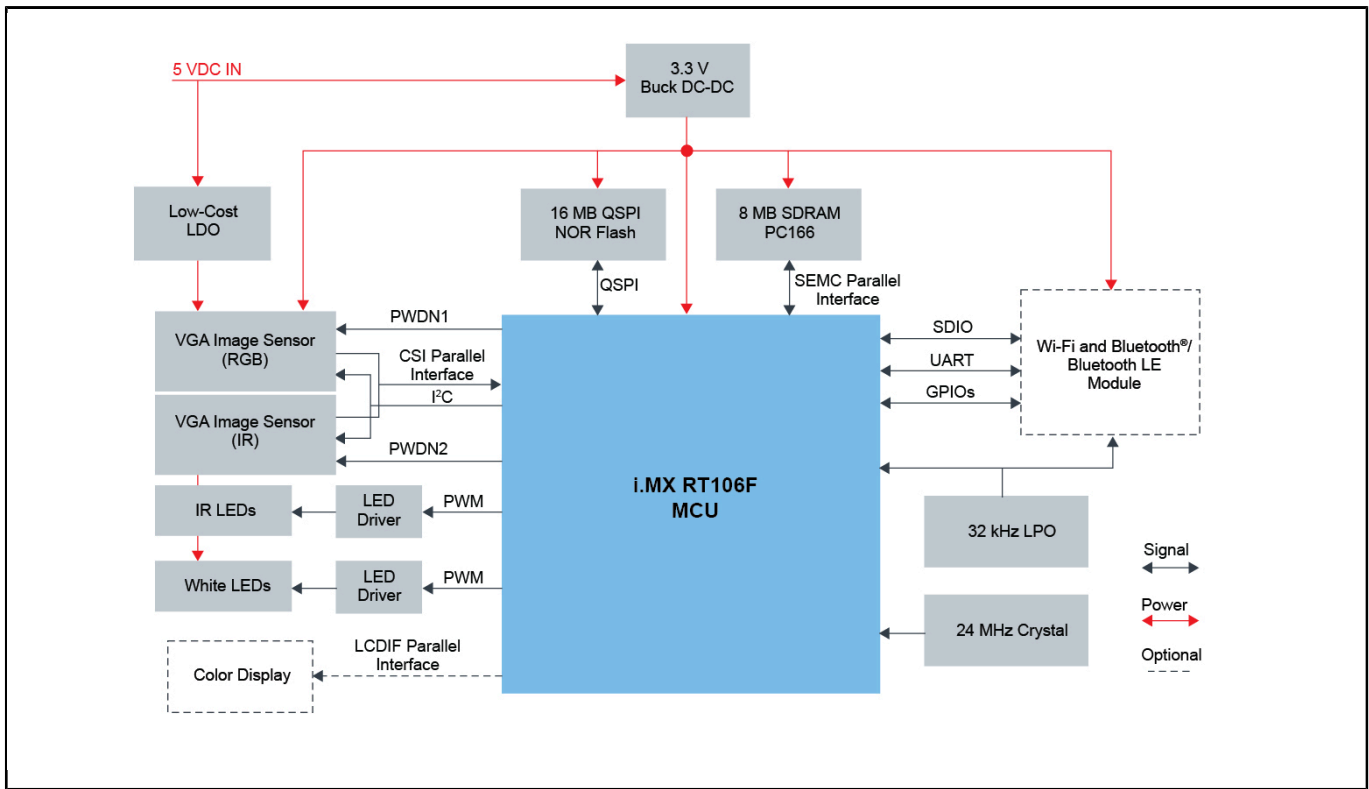 5 VDC IN
3.3 V
Buck DC-DC
Low-Cost
LDO
16 MB QSPI
NOR Flash
8 MB SDRAM
PC166
QSPI
SEMC Parallel
Interface
VGA Image Sensor
(RGB)
PWDN1
CSI Parallel
Interface
I²C
VGA Image Sensor
(IR)
PWDN2
SDIO
UART
GPIOs
Wi-Fi and Bluetooth®/
Bluetooth LE
Module
i.MX RT106F
MCU
IR LEDs
LED
Driver
PWM
White LEDs
LED
Driver
PWM
32 kHz LPO
24 MHz Crystal
Color Display
LCDIF Parallel
Interface
Signal
Power
Optional